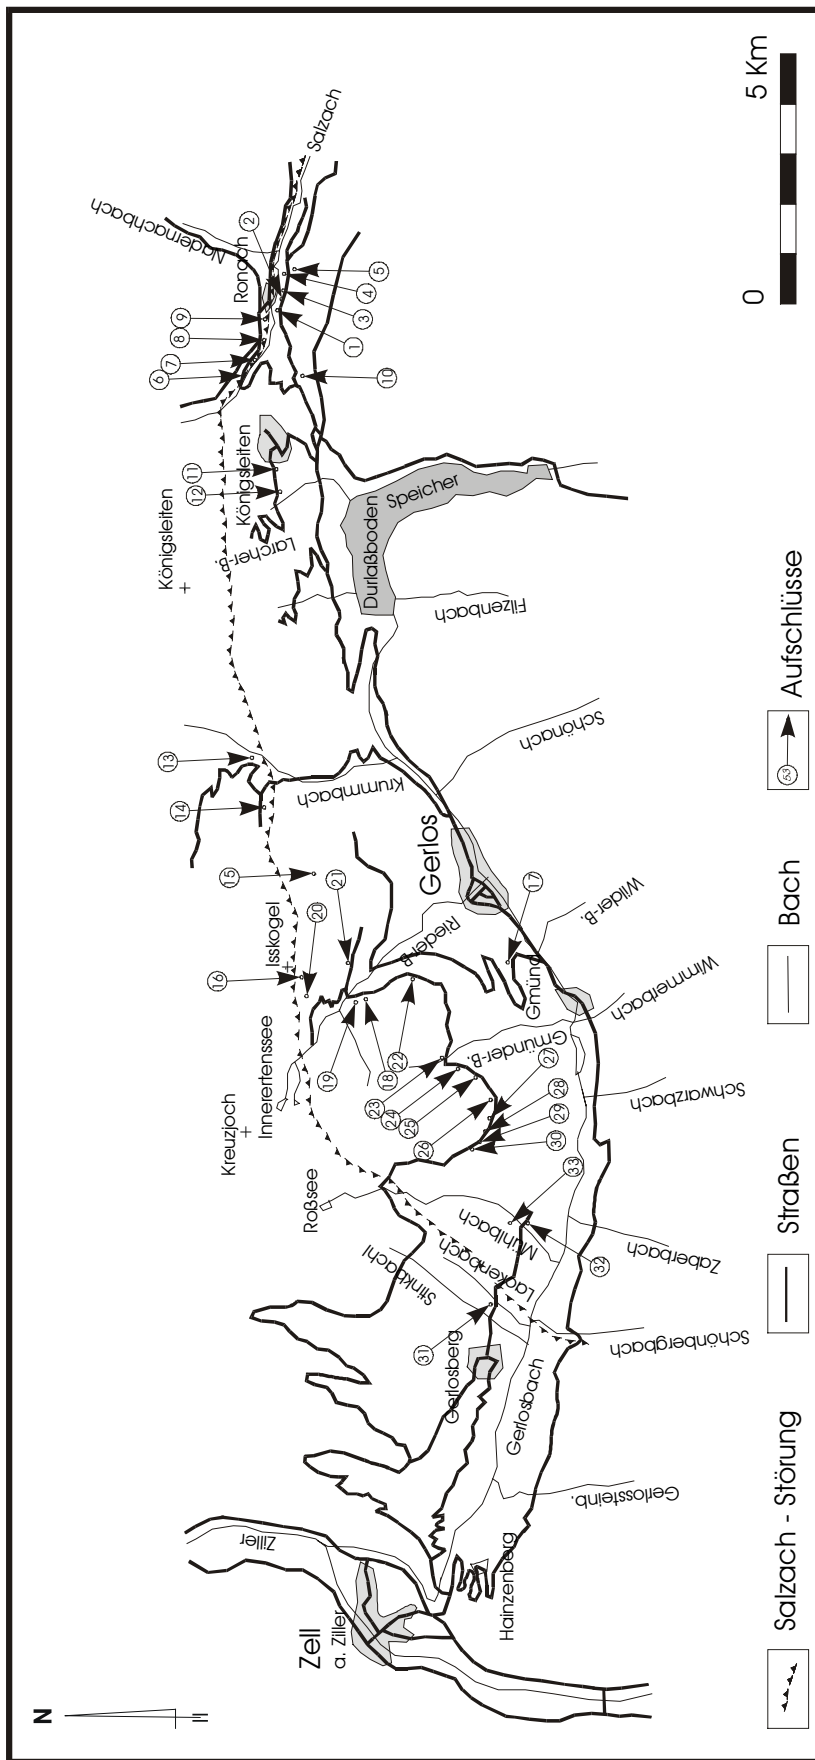 N
Zell
a. Ziller
Ziller
Hainzenberg
Gerlossteinb.
Gerlosbach
Gerlosberg
31
Schönbergbach
Stinkbachl
Lackenbach
Mühlbach
Roßsee
Zaberbach
32
33
Kreuzjoch
Innerertenssee
Schwarzbach
30
29
28
27
26
25
24
23
22
Gmünder-B.
Wimmerbach
Gmünd
Wilder-B.
17
18
19
20
21
16
Isskogel
15
Rieder-B.
Gerlos
14
13
Krummbach
Schönach
Königsleiten
Filzenbach
Durlaßboden
Speicher
Larcher-B.
Königsleiten
12
11
10
6
7
8
9
1
3
4
5
2
Ronach
Nadernachbach
Salzach
Salzach - Störung
Straßen
Bach
53
Aufschlüsse
0
5 Km